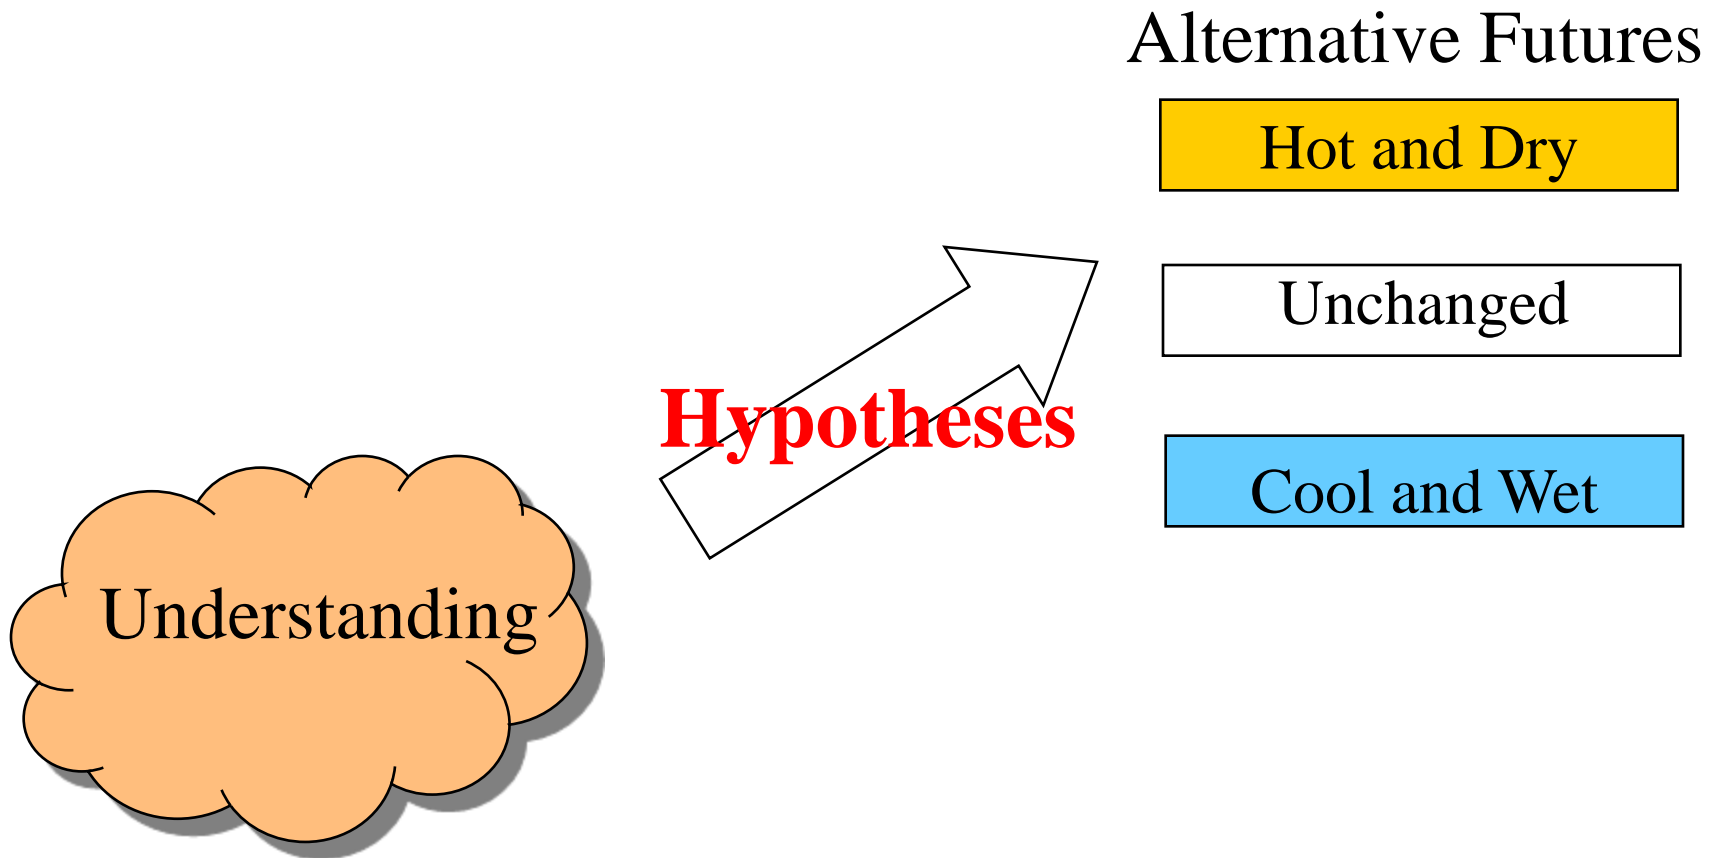 Alternative Futures
Hot and Dry
Unchanged
Hypotheses
Cool and Wet
Understanding